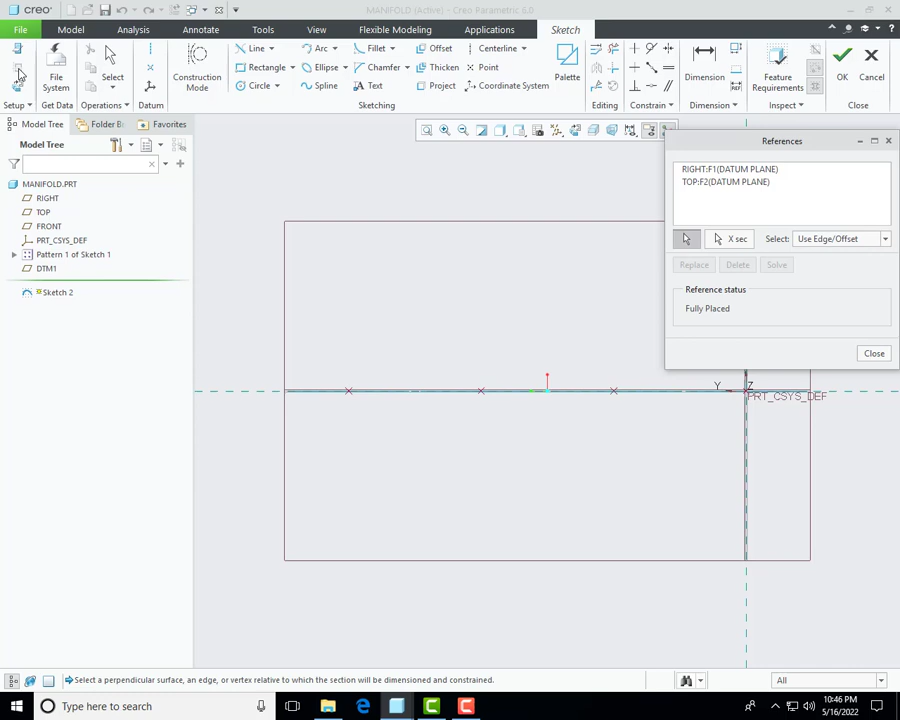 creo
MANIFOLD (Active) - Creo Parametric 6.0
File Model Analysis Annotate Tools View Flexible Modeling Applications Sketch
Line Arc Fillet Offset Centerline
Rectangle Ellipse Chamfer Thicken Point
Circle Spline Text Project Coordinate System
File System
Select
Construction Mode
Palette
Dimension
Feature Requirements
OK Cancel
Setup Get Data Operations Datum Sketching Editing Constrain Dimension Inspect Close
Model Tree Folder Br Favorites
Model Tree
MANIFOLD.PRT
RIGHT
TOP
FRONT
PRT_CSYS_DEF
Pattern 1 of Sketch 1
DTM1
Sketch 2
References
RIGHT:F1(DATUM PLANE)
TOP:F2(DATUM PLANE)
X sec Select: Use Edge/Offset
Replace Delete Solve
Reference status
Fully Placed
Close
Y Z
PRT_CSYS_DEF
Select a perpendicular surface, an edge, or vertex relative to which the section will be dimensioned and constrained.
All
Type here to search
10:46 PM
5/16/2022